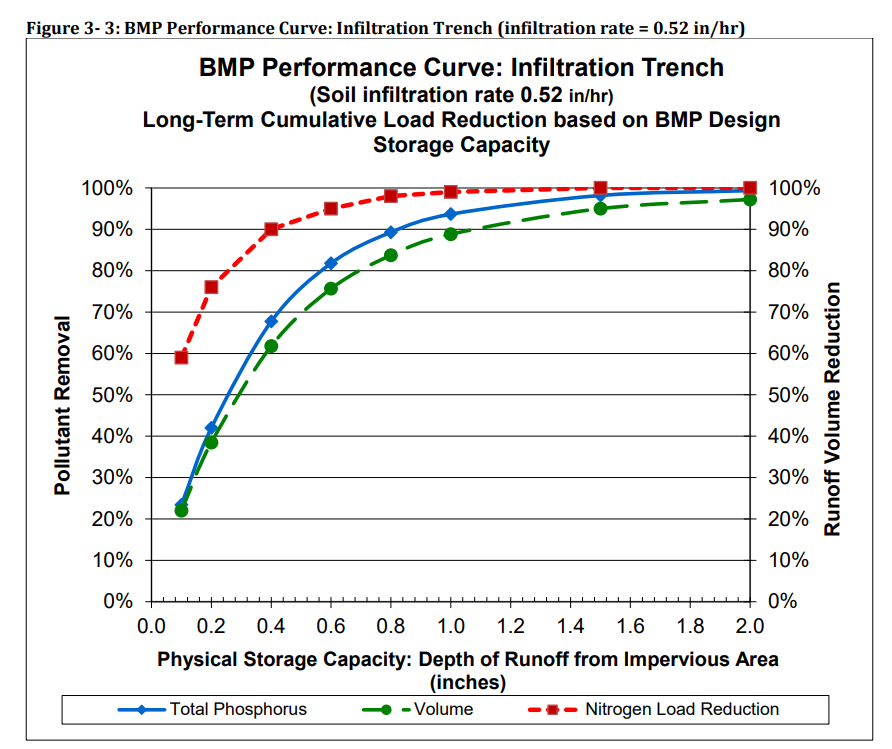 Figure 3- 3: BMP Performance Curve: Infiltration Trench (infiltration rate = 0.52 in/hr)
BMP Performance Curve: Infiltration Trench
(Soil infiltration rate 0.52 in/hr)
Long-Term Cumulative Load Reduction based on BMP Design
Storage Capacity
Pollutant Removal
100%
90%
80%
70%
60%
50%
40%
30%
20%
10%
0%
100%
90%
80%
70%
60%
50%
40%
30%
20%
10%
0%
Runoff Volume Reduction
0.0 0.2 0.4 0.6 0.8 1.0 1.2 1.4 1.6 1.8 2.0
Physical Storage Capacity: Depth of Runoff from Impervious Area
(inches)
Total Phosphorus Volume Nitrogen Load Reduction